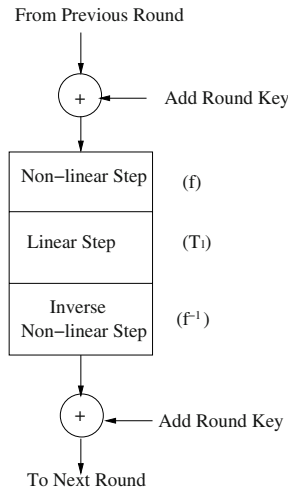 From Previous Round
+
Add Round Key
Non−linear Step (f)
Linear Step (T₁)
Inverse
Non−linear Step (f⁻¹)
+
Add Round Key
To Next Round